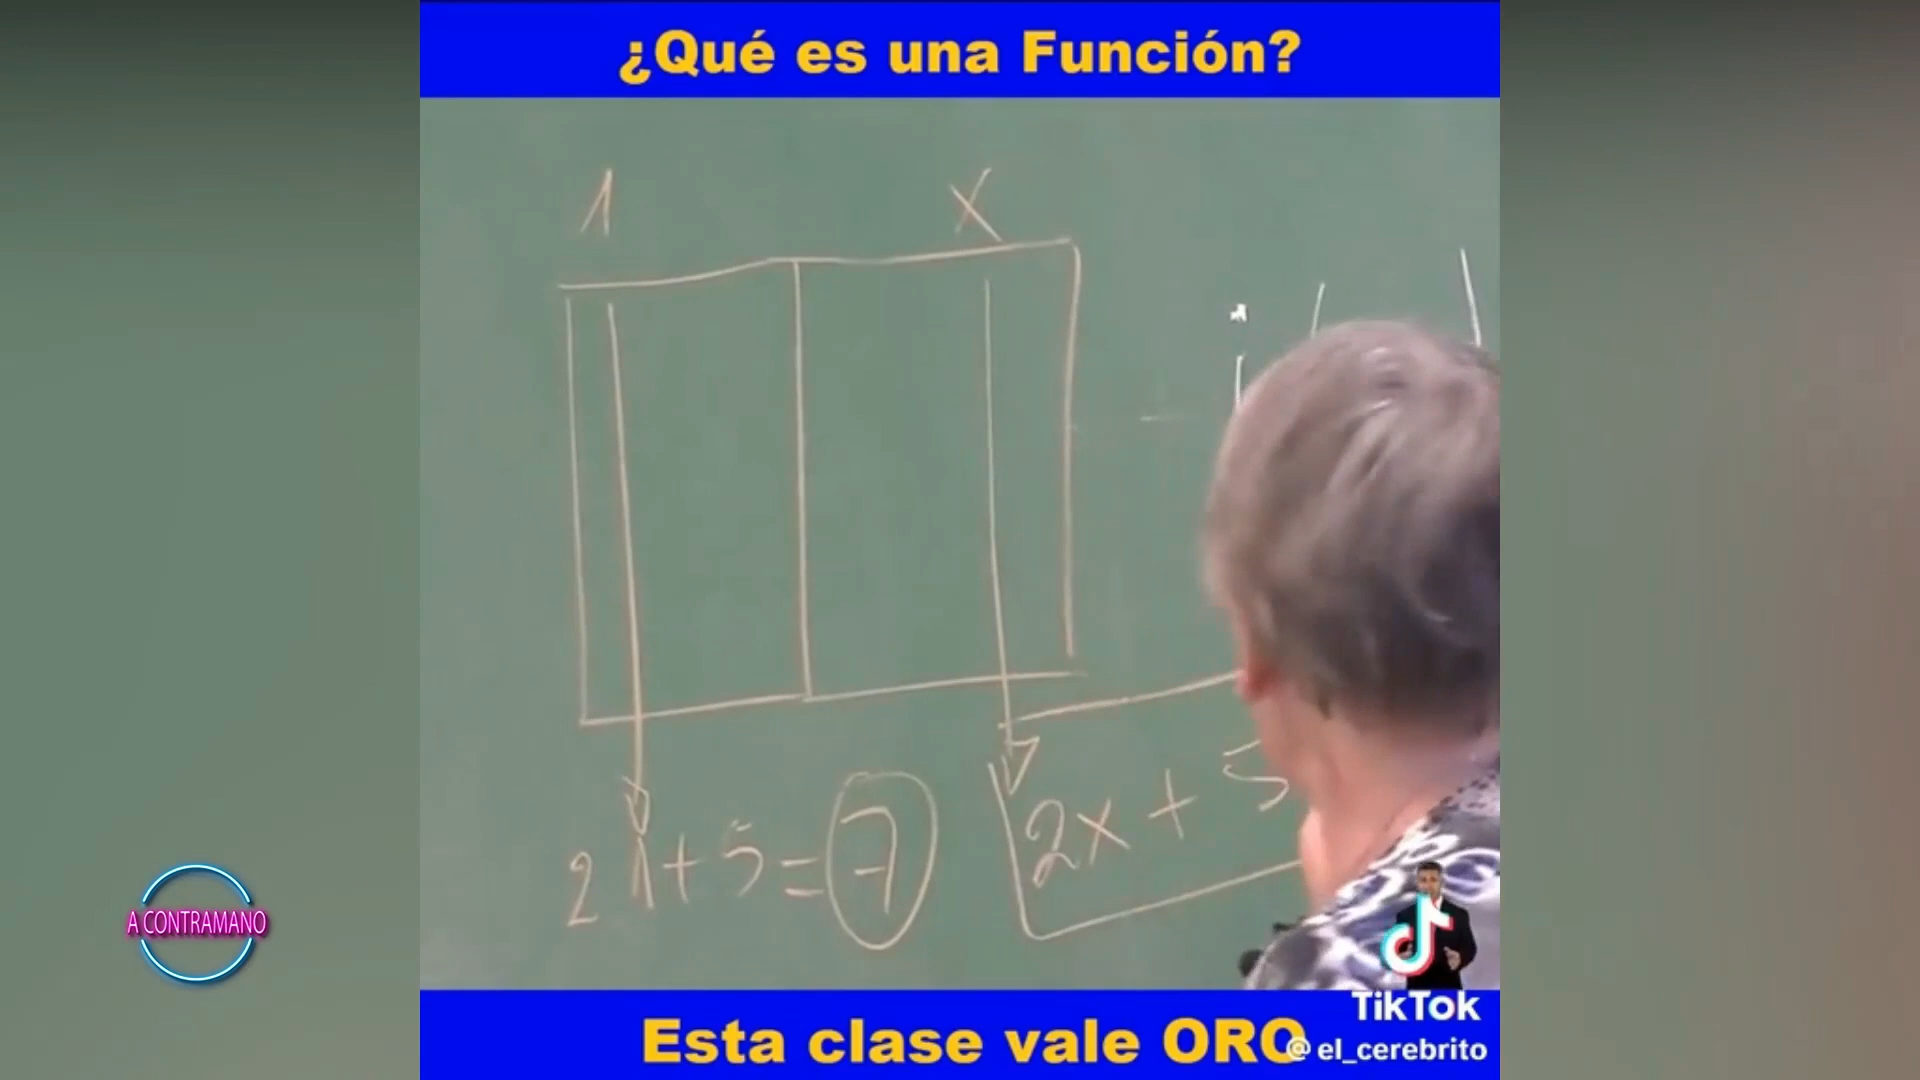 ¿Qué es una Función?
1 X
2 1 + 5 = 7
2x + 5
A CONTRAMANO
TikTok
Esta clase vale ORO
@el_cerebrito